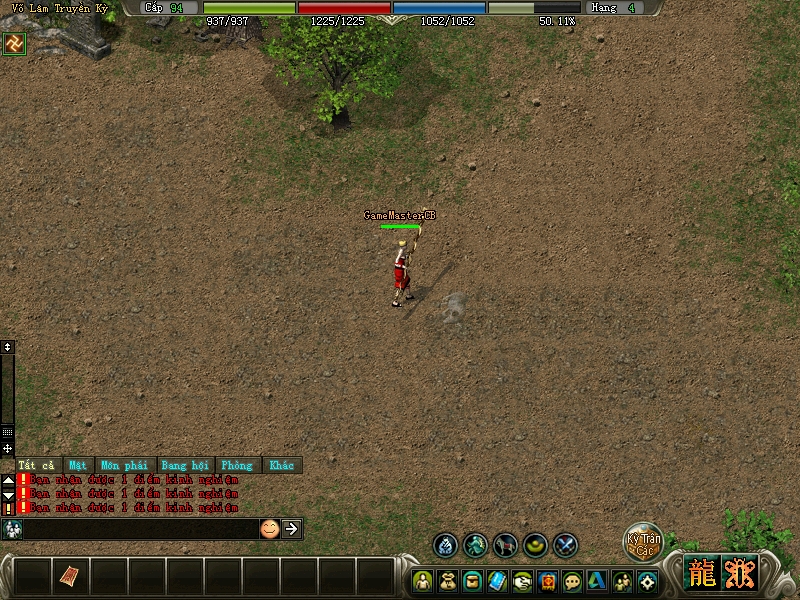 Võ Lâm Truyền Kỳ Cấp 94 Hạng 4
937/937 1225/1225 1052/1052 50.11%
GameMasterCB
Tất cả Mật Môn phái Bang hội Phòng Khác
Bạn nhận được 1 điểm kinh nghiệm
Bạn nhận được 1 điểm kinh nghiệm
Bạn nhận được 1 điểm kinh nghiệm
Kỳ Trân
Các
龍